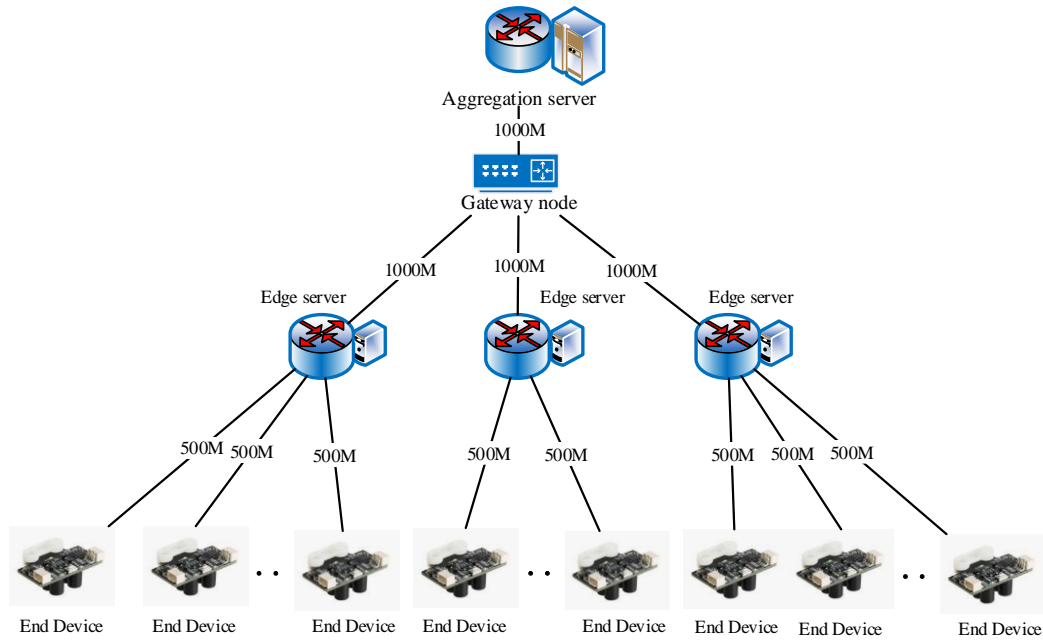 Aggregation server
1000M
Gateway node
1000M 1000M 1000M
Edge server Edge server Edge server
500M 500M 500M 500M 500M 500M 500M 500M
End Device End Device End Device End Device End Device End Device End Device End Device